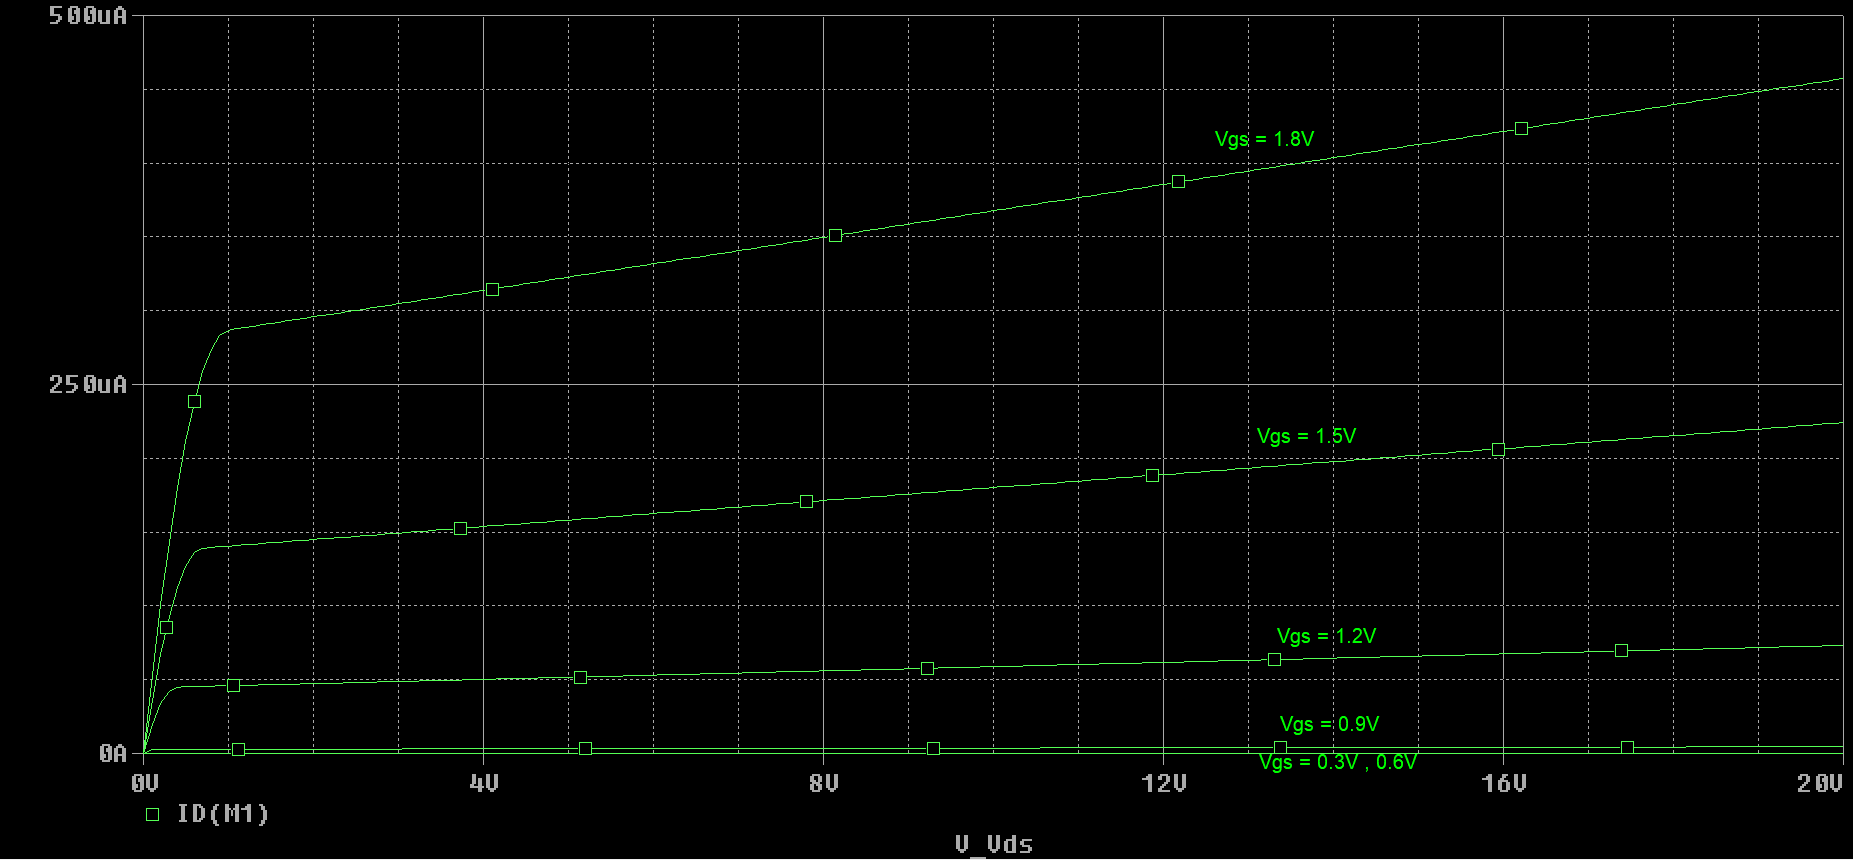 500uA
Vgs = 1.8V
250uA
Vgs = 1.5V
Vgs = 1.2V
Vgs = 0.9V
0A
Vgs = 0.3V , 0.6V
0V 4V 8V 12V 16V 20V
ID(M1)
V_Vds